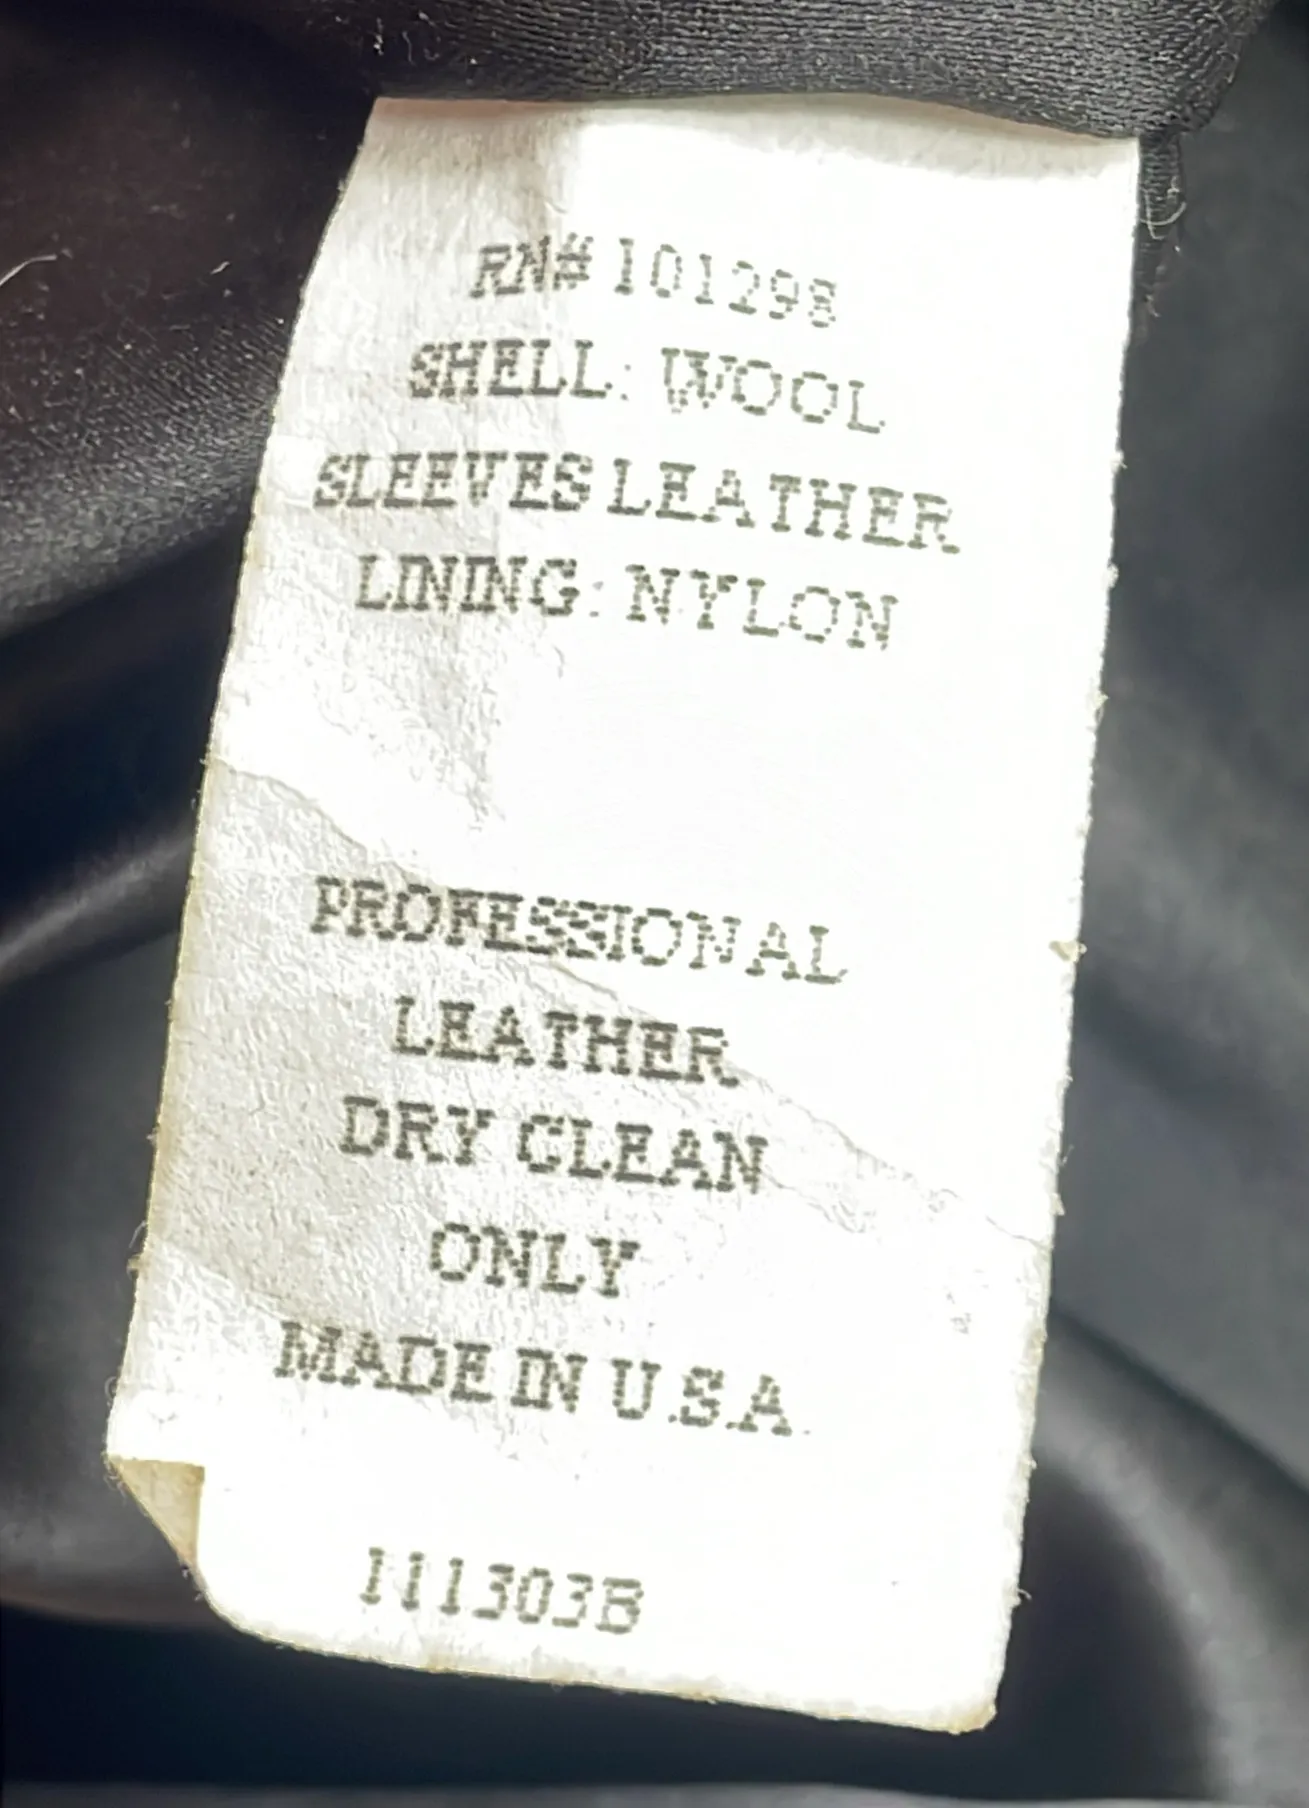 RN# 101298
SHELL: WOOL
SLEEVES LEATHER
LINING: NYLON
PROFESSIONAL
LEATHER
DRY CLEAN
ONLY
MADE IN U.S.A.
111303B